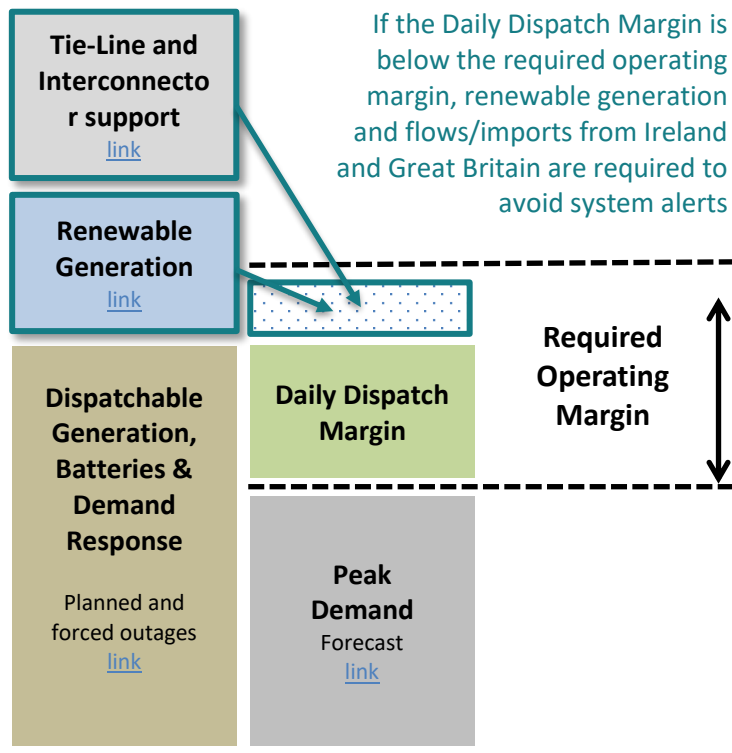 Tie-Line and
Interconnecto
r support
link
If the Daily Dispatch Margin is
below the required operating
margin, renewable generation
and flows/imports from Ireland
and Great Britain are required to
avoid system alerts
Renewable
Generation
link
Dispatchable
Generation,
Batteries &
Demand
Response
Planned and
forced outages
link
Daily Dispatch
Margin
Required
Operating
Margin
Peak
Demand
Forecast
link